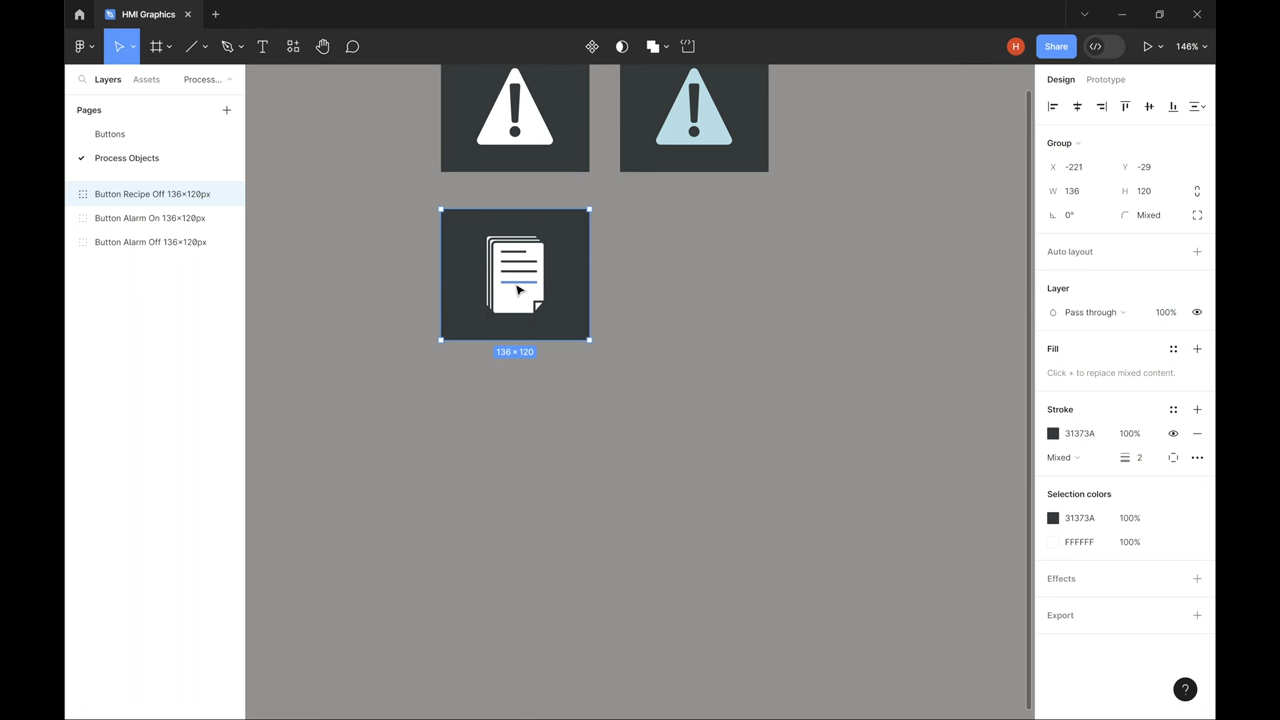 HMI Graphics
H
Share
146%
Layers
Assets
Process...
Pages
Buttons
Process Objects
Button Recipe Off 136×120px
Button Alarm On 136×120px
Button Alarm Off 136×120px
136 × 120
Design
Prototype
Group
X -221
Y -29
W 136
H 120
0°
Mixed
Auto layout
Layer
Pass through
100%
Fill
Click + to replace mixed content.
Stroke
31373A 100%
Mixed
2
Selection colors
31373A 100%
FFFFFF 100%
Effects
Export
?